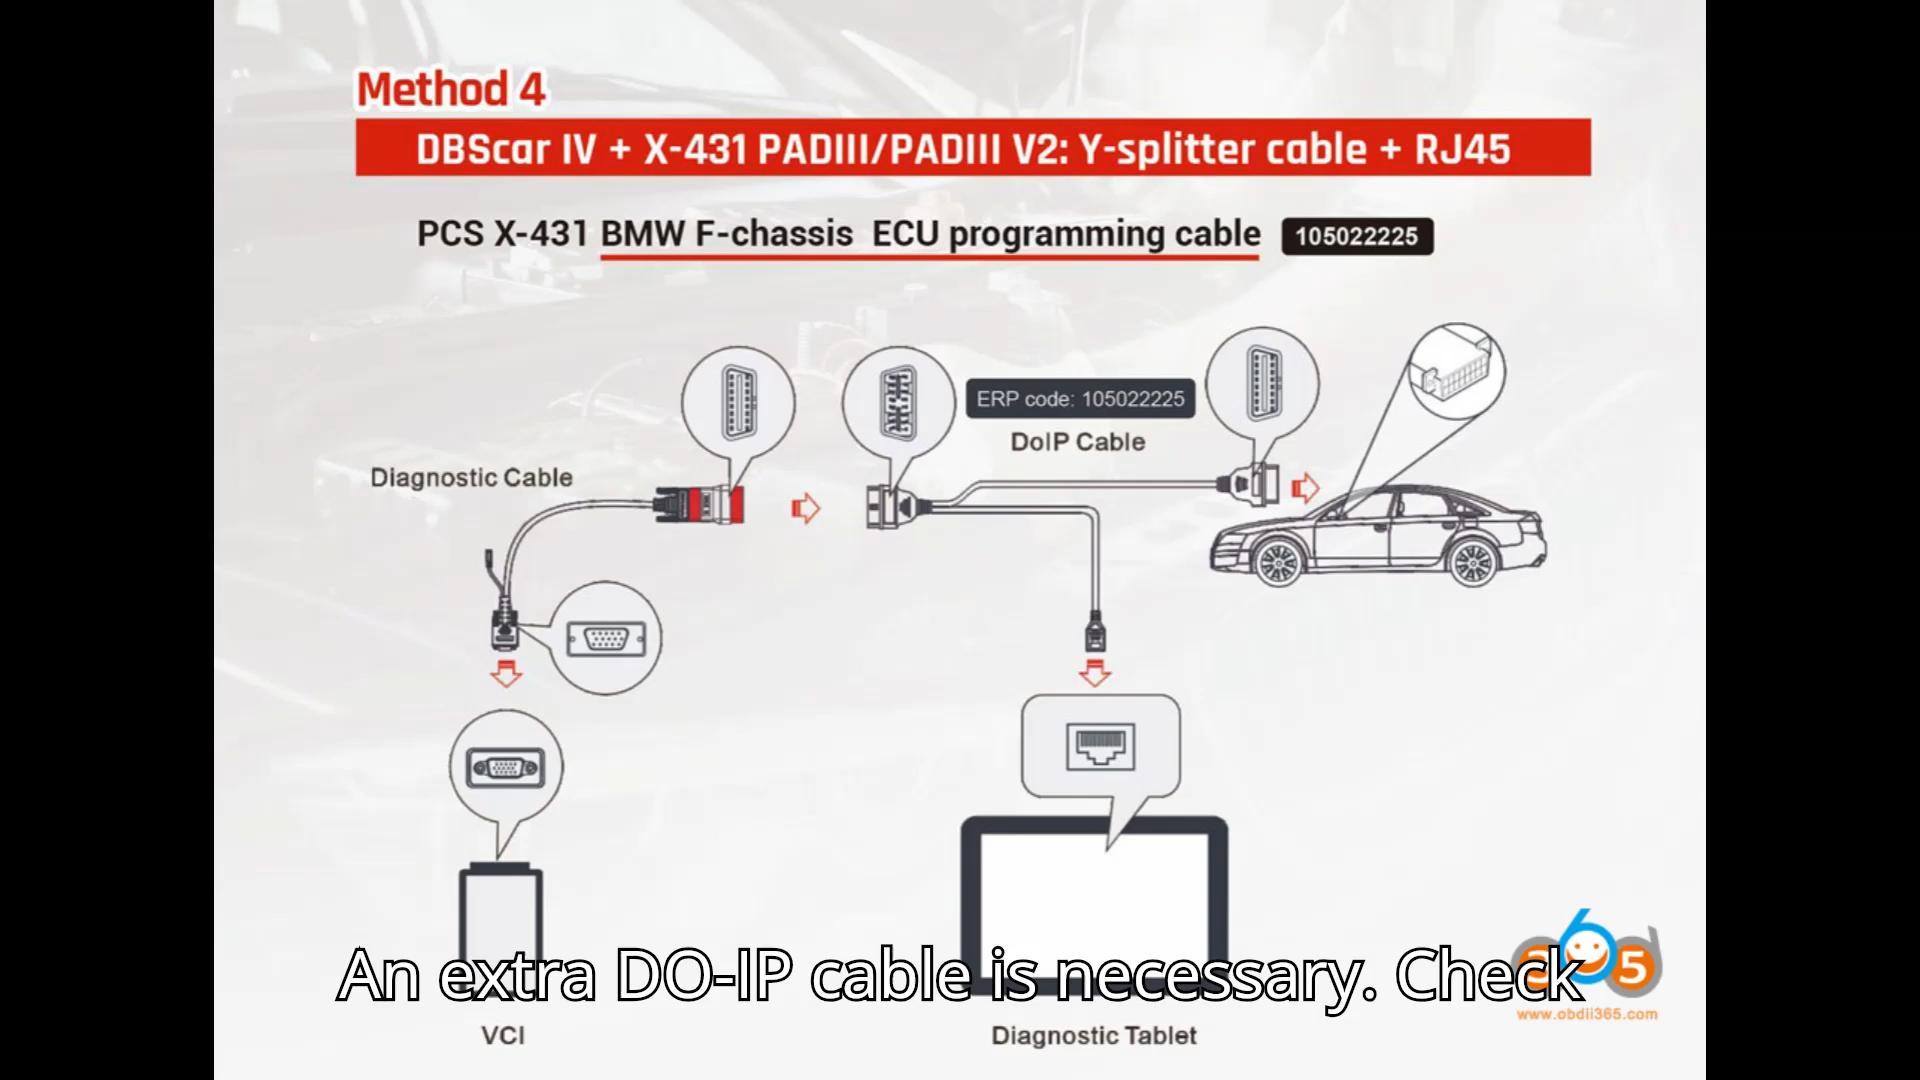 Method 4
DBScar IV + X-431 PADIII/PADIII V2: Y-splitter cable + RJ45
PCS X-431 BMW F-chassis ECU programming cable 105022225
ERP code: 105022225
DoIP Cable
Diagnostic Cable
An extra DO-IP cable is necessary. Check
www.obdii365.com
VCI
Diagnostic Tablet